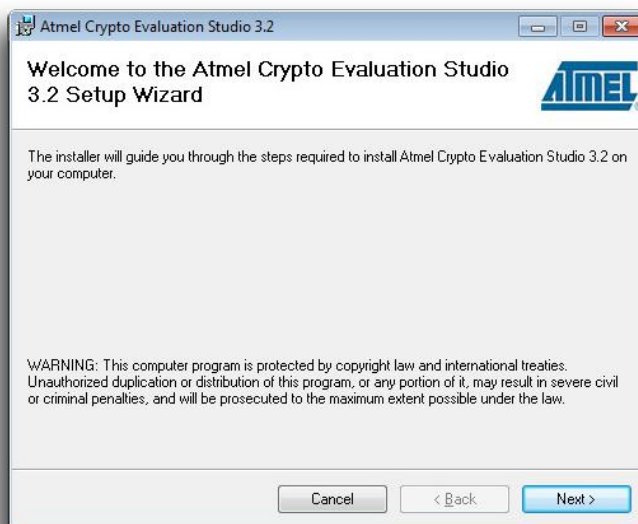 Atmel Crypto Evaluation Studio 3.2
Welcome to the Atmel Crypto Evaluation Studio
3.2 Setup Wizard
ATMEL
The installer will guide you through the steps required to install Atmel Crypto Evaluation Studio 3.2 on
your computer.
WARNING: This computer program is protected by copyright law and international treaties.
Unauthorized duplication or distribution of this program, or any portion of it, may result in severe civil
or criminal penalties, and will be prosecuted to the maximum extent possible under the law.
Cancel
< Back
Next >